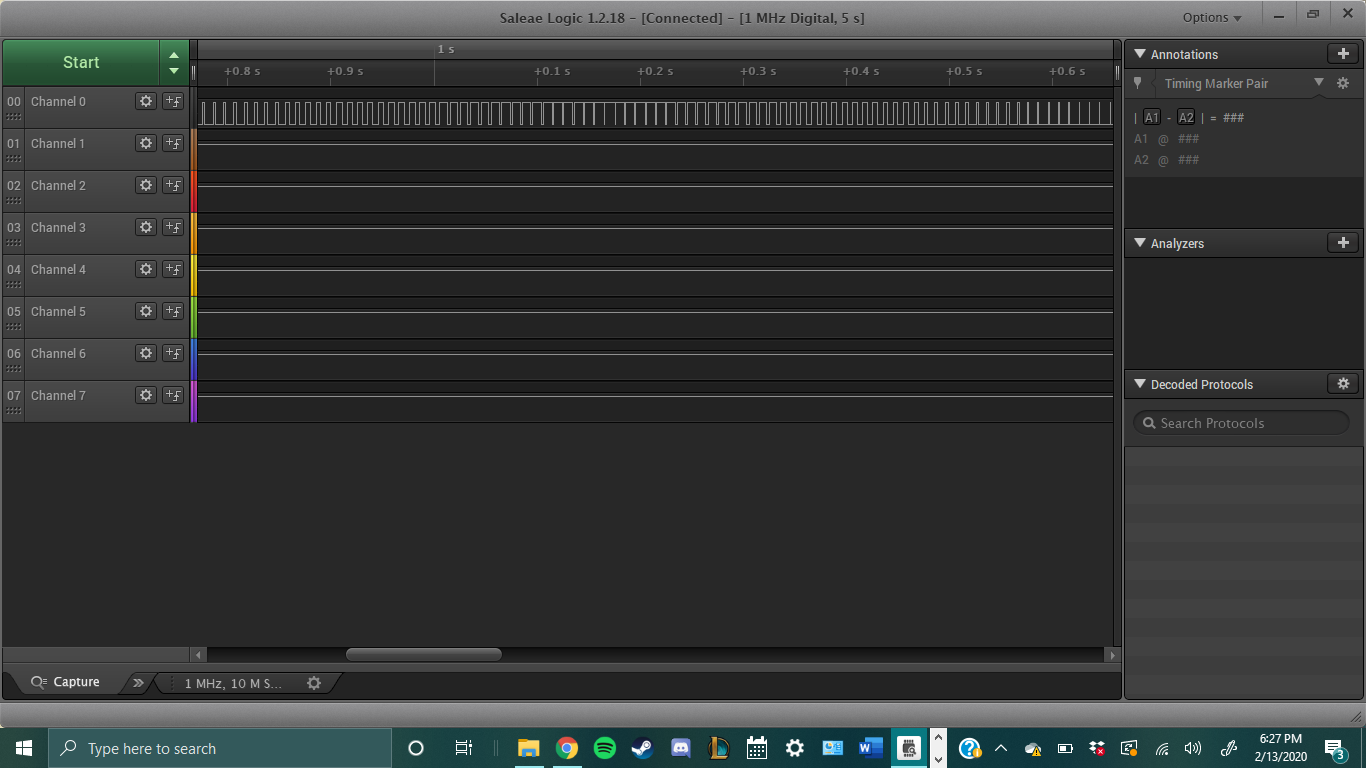 Saleae Logic 1.2.18 - [Connected] - [1 MHz Digital, 5 s]
Options
Start
1 s
+0.8 s +0.9 s +0.1 s +0.2 s +0.3 s +0.4 s +0.5 s +0.6 s
00 Channel 0
01 Channel 1
02 Channel 2
03 Channel 3
04 Channel 4
05 Channel 5
06 Channel 6
07 Channel 7
Annotations
Timing Marker Pair
| A1 - A2 | = ###
A1 @ ###
A2 @ ###
Analyzers
Decoded Protocols
Search Protocols
Capture
1 MHz, 10 M S...
Type here to search
W
6:27 PM
2/13/2020
3